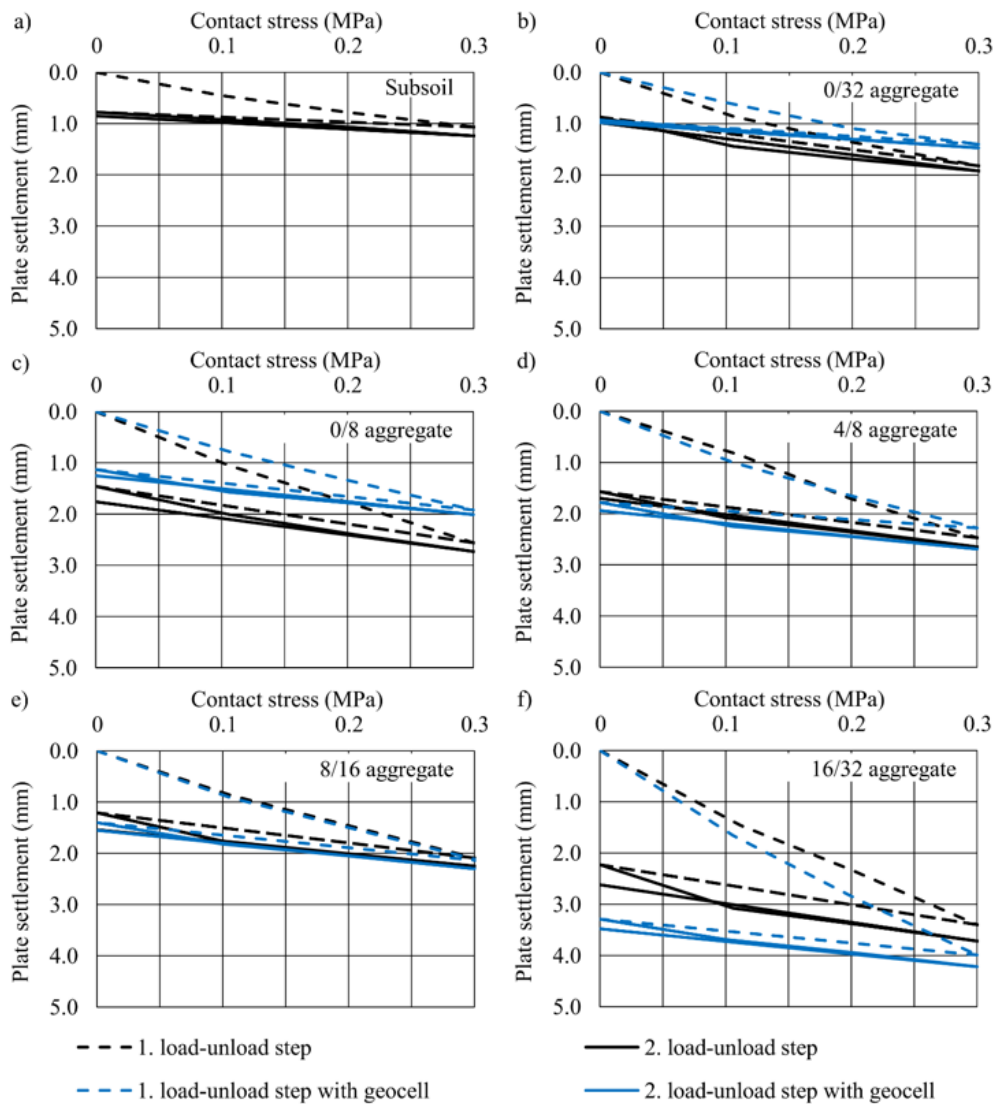 a)
Contact stress (MPa)
0 0.1 0.2 0.3
Plate settlement (mm)
0.0
1.0
2.0
3.0
4.0
5.0
Subsoil
b)
Contact stress (MPa)
0 0.1 0.2 0.3
Plate settlement (mm)
0.0
1.0
2.0
3.0
4.0
5.0
0/32 aggregate
c)
Contact stress (MPa)
0 0.1 0.2 0.3
Plate settlement (mm)
0.0
1.0
2.0
3.0
4.0
5.0
0/8 aggregate
d)
Contact stress (MPa)
0 0.1 0.2 0.3
Plate settlement (mm)
0.0
1.0
2.0
3.0
4.0
5.0
4/8 aggregate
e)
Contact stress (MPa)
0 0.1 0.2 0.3
Plate settlement (mm)
0.0
1.0
2.0
3.0
4.0
5.0
8/16 aggregate
f)
Contact stress (MPa)
0 0.1 0.2 0.3
Plate settlement (mm)
0.0
1.0
2.0
3.0
4.0
5.0
16/32 aggregate
1. load-unload step
2. load-unload step
1. load-unload step with geocell
2. load-unload step with geocell